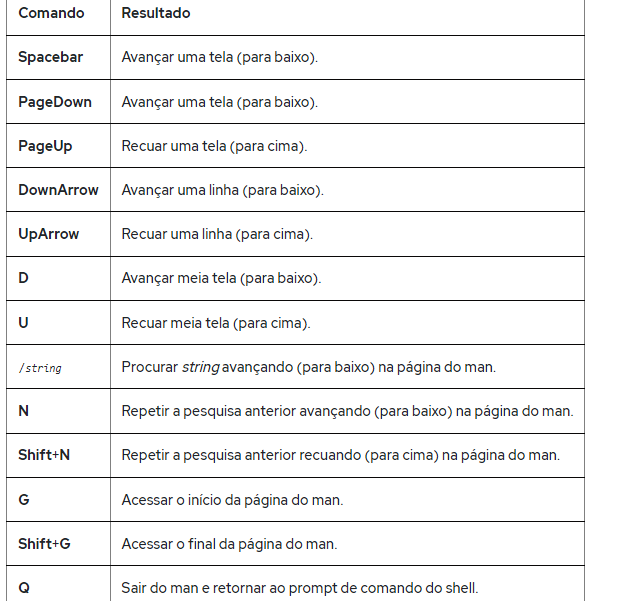 Comando Resultado
Spacebar Avançar uma tela (para baixo).
PageDown Avançar uma tela (para baixo).
PageUp Recuar uma tela (para cima).
DownArrow Avançar uma linha (para baixo).
UpArrow Recuar uma linha (para cima).
D Avançar meia tela (para baixo).
U Recuar meia tela (para cima).
/string Procurar string avançando (para baixo) na página do man.
N Repetir a pesquisa anterior avançando (para baixo) na página do man.
Shift+N Repetir a pesquisa anterior recuando (para cima) na página do man.
G Acessar o início da página do man.
Shift+G Acessar o final da página do man.
Q Sair do man e retornar ao prompt de comando do shell.